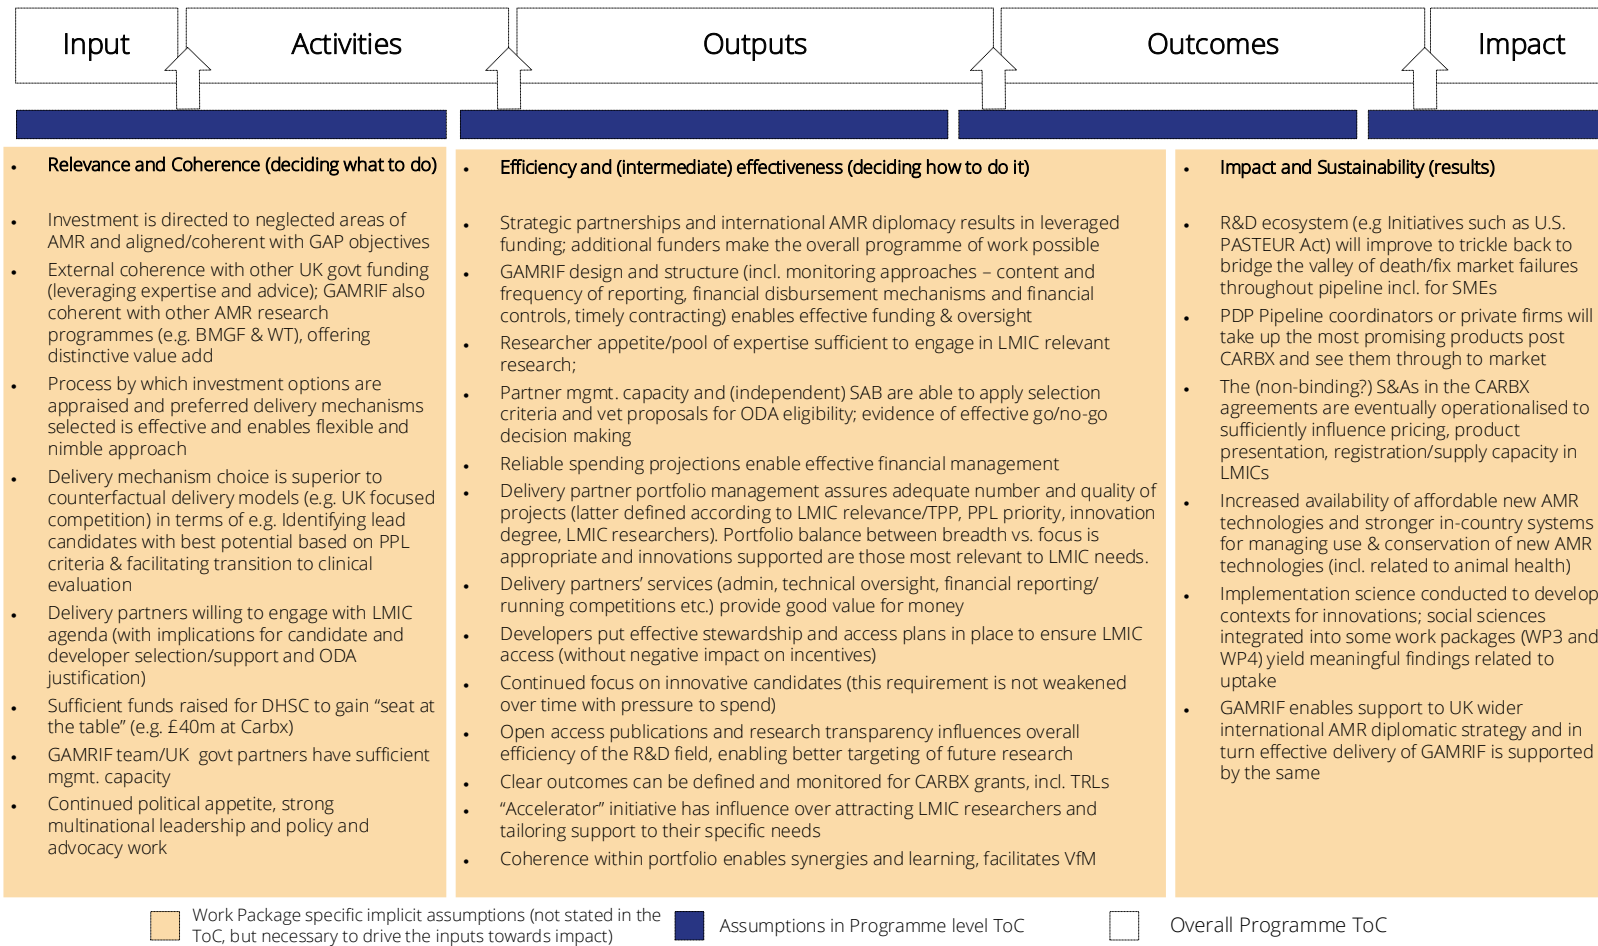 Input
Activities
Outputs
Outcomes
Impact
• Relevance and Coherence (deciding what to do)
• Investment is directed to neglected areas of
AMR and aligned/coherent with GAP objectives
• External coherence with other UK govt funding
(leveraging expertise and advice); GAMRIF also
coherent with other AMR research
programmes (e.g. BMGF & WT), offering
distinctive value add
• Process by which investment options are
appraised and preferred delivery mechanisms
selected is effective and enables flexible and
nimble approach
• Delivery mechanism choice is superior to
counterfactual delivery models (e.g. UK focused
competition) in terms of e.g. Identifying lead
candidates with best potential based on PPL
criteria & facilitating transition to clinical
evaluation
• Delivery partners willing to engage with LMIC
agenda (with implications for candidate and
developer selection/support and ODA
justification)
• Sufficient funds raised for DHSC to gain “seat at
the table” (e.g. £40m at Carbx)
• GAMRIF team/UK govt partners have sufficient
mgmt. capacity
• Continued political appetite, strong
multinational leadership and policy and
advocacy work
• Efficiency and (intermediate) effectiveness (deciding how to do it)
• Strategic partnerships and international AMR diplomacy results in leveraged
funding; additional funders make the overall programme of work possible
• GAMRIF design and structure (incl. monitoring approaches – content and
frequency of reporting, financial disbursement mechanisms and financial
controls, timely contracting) enables effective funding & oversight
• Researcher appetite/pool of expertise sufficient to engage in LMIC relevant
research;
• Partner mgmt. capacity and (independent) SAB are able to apply selection
criteria and vet proposals for ODA eligibility; evidence of effective go/no-go
decision making
• Reliable spending projections enable effective financial management
• Delivery partner portfolio management assures adequate number and quality of
projects (latter defined according to LMIC relevance/TPP, PPL priority, innovation
degree, LMIC researchers). Portfolio balance between breadth vs. focus is
appropriate and innovations supported are those most relevant to LMIC needs.
• Delivery partners’ services (admin, technical oversight, financial reporting/
running competitions etc.) provide good value for money
• Developers put effective stewardship and access plans in place to ensure LMIC
access (without negative impact on incentives)
• Continued focus on innovative candidates (this requirement is not weakened
over time with pressure to spend)
• Open access publications and research transparency influences overall
efficiency of the R&D field, enabling better targeting of future research
• Clear outcomes can be defined and monitored for CARBX grants, incl. TRLs
• “Accelerator” initiative has influence over attracting LMIC researchers and
tailoring support to their specific needs
• Coherence within portfolio enables synergies and learning, facilitates VfM
• Impact and Sustainability (results)
• R&D ecosystem (e.g Initiatives such as U.S.
PASTEUR Act) will improve to trickle back to
bridge the valley of death/fix market failures
throughout pipeline incl. for SMEs
• PDP Pipeline coordinators or private firms will
take up the most promising products post
CARBX and see them through to market
• The (non-binding?) S&As in the CARBX
agreements are eventually operationalised to
sufficiently influence pricing, product
presentation, registration/supply capacity in
LMICs
• Increased availability of affordable new AMR
technologies and stronger in-country systems
for managing use & conservation of new AMR
technologies (incl. related to animal health)
• Implementation science conducted to develop
contexts for innovations; social sciences
integrated into some work packages (WP3 and
WP4) yield meaningful findings related to
uptake
• GAMRIF enables support to UK wider
international AMR diplomatic strategy and in
turn effective delivery of GAMRIF is supported
by the same
Work Package specific implicit assumptions (not stated in the
ToC, but necessary to drive the inputs towards impact)
Assumptions in Programme level ToC
Overall Programme ToC